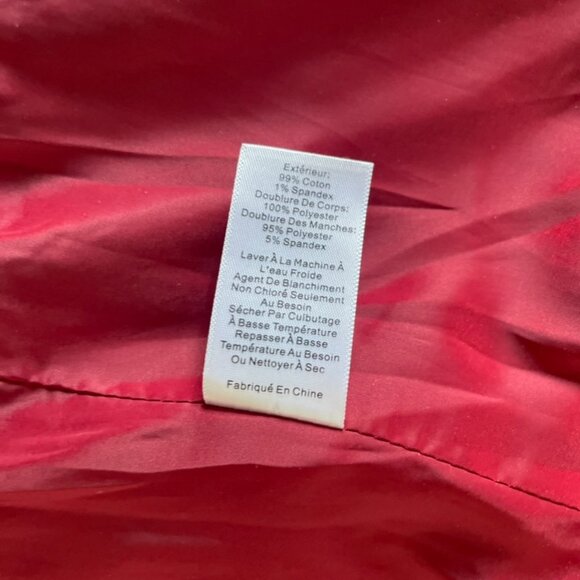 Extérieur:
99% Coton
1% Spandex
Doublure De Corps:
100% Polyester
Doublure Des Manches:
95% Polyester
5% Spandex
Laver À La Machine À
L'eau Froide
Agent De Blanchiment
Non Chloré Seulement
Au Besoin
Sécher Par Culbutage
À Basse Température
Repasser À Basse
Température Au Besoin
Ou Nettoyer À Sec
Fabriqué En Chine